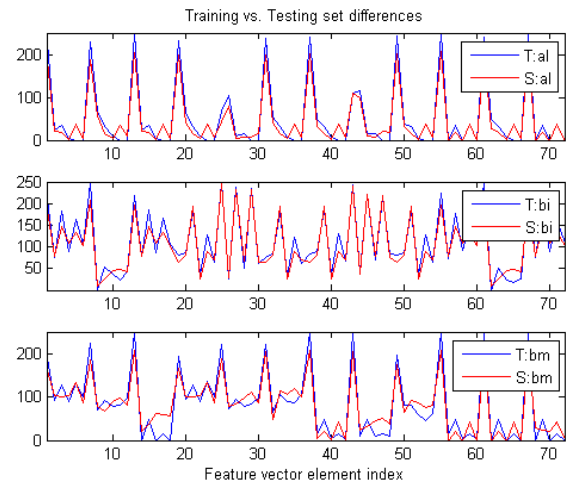 Training vs. Testing set differences
200
100
0
T:al
S:al
10 20 30 40 50 60 70
250
200
150
100
50
T:bi
S:bi
10 20 30 40 50 60 70
200
100
0
T:bm
S:bm
10 20 30 40 50 60 70
Feature vector element index